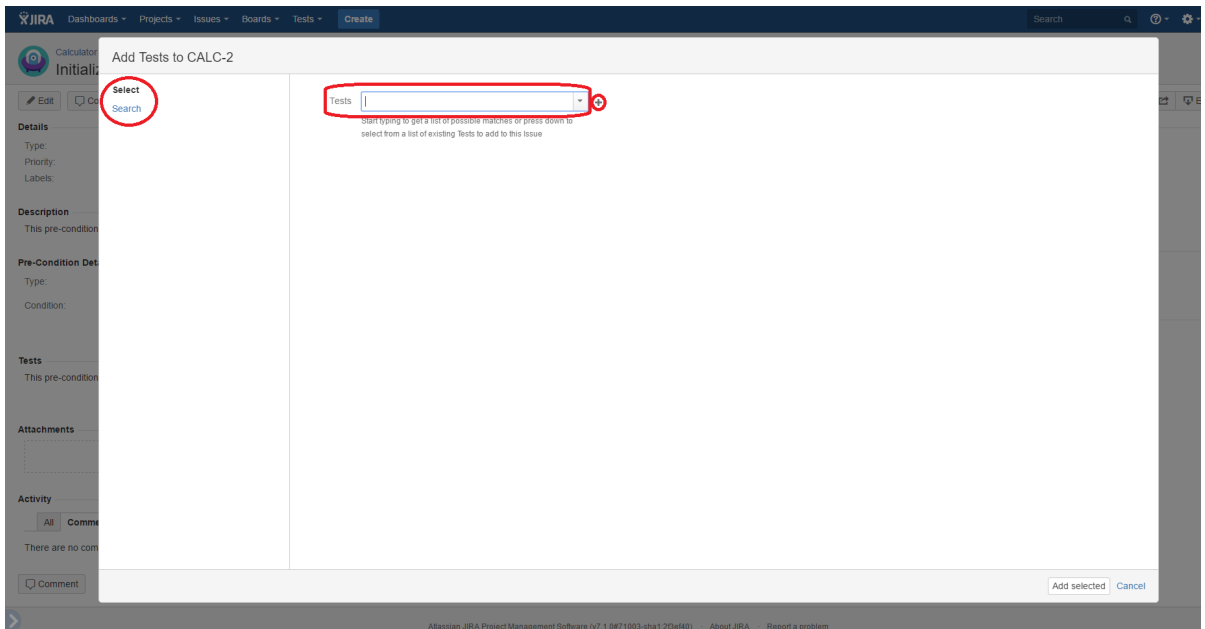 JIRA Dashboards Projects Issues Boards Tests Create Search
Calculator
Add Tests to CALC-2
Edit
Select
Search
Tests
Start typing to get a list of possible matches or press down to
select from a list of existing Tests to add to this Issue
Details
Type:
Priority:
Labels:
Description
This pre-condition
Pre-Condition
Type:
Condition:
Tests
This pre-condition
Attachments
Activity
All
There are no
Comment
Add selected Cancel
Atlassian JIRA Project Management Software About JIRA · Report a problem